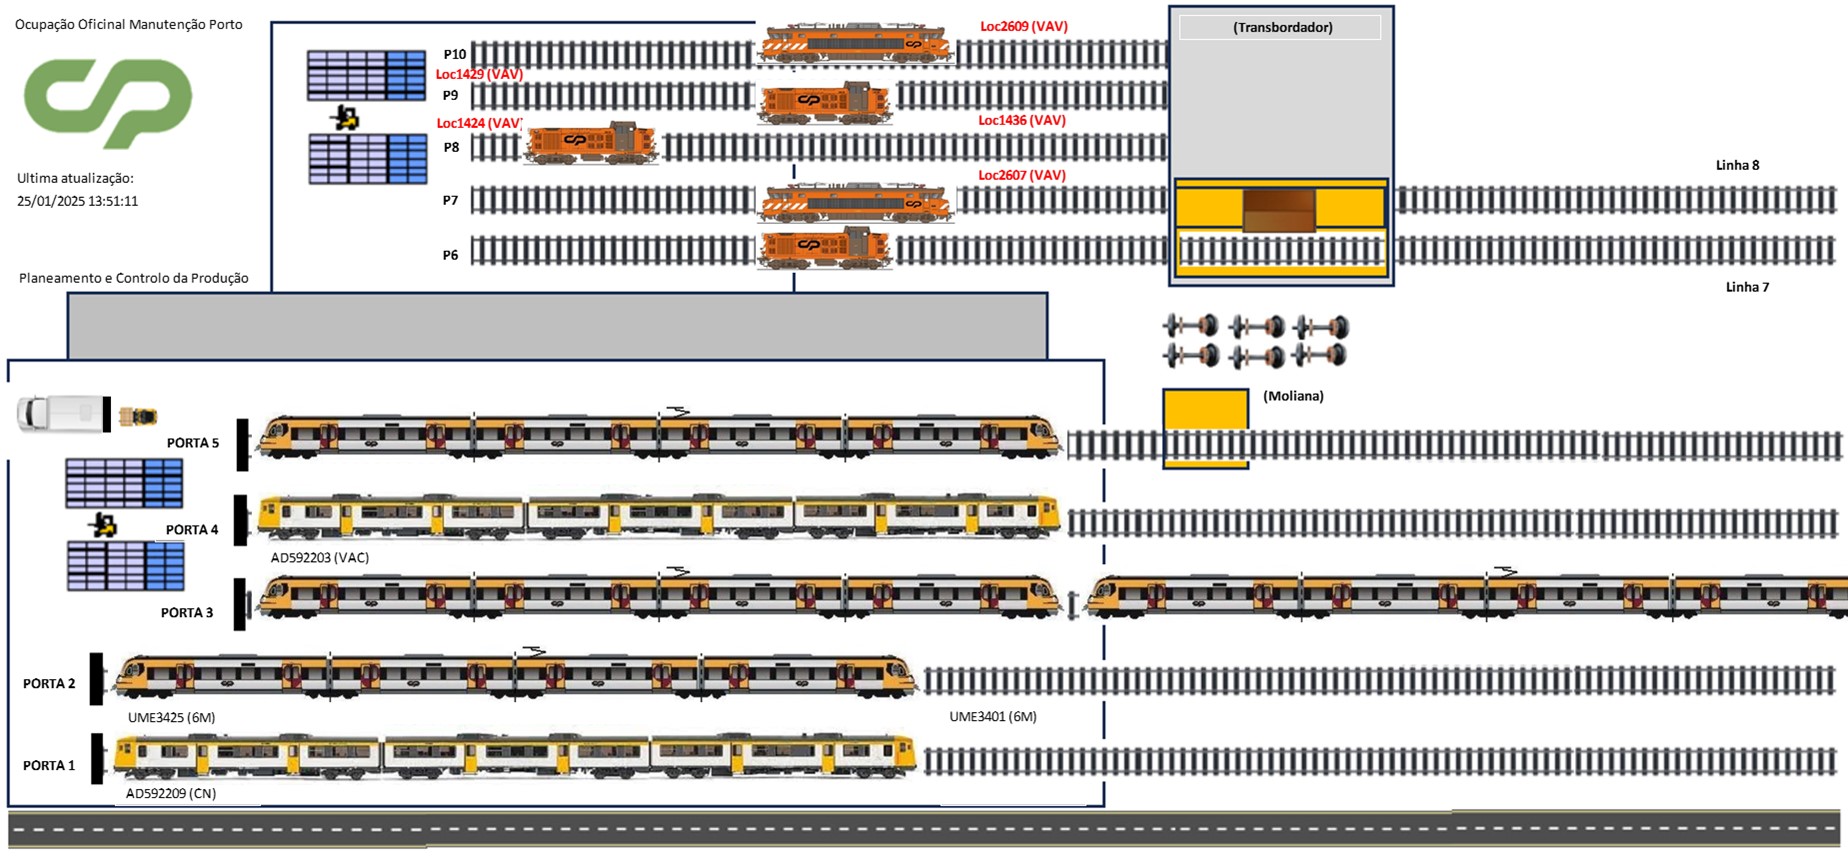 Ocupação Oficinal Manutenção Porto
Ultima atualização:
25/01/2025 13:51:11
Planeamento e Controlo da Produção
Loc2609 (VAV)
(Transbordador)
P10
Loc1429 (VAV)
P9
Loc1424 (VAV)
Loc1436 (VAV)
P8
Loc2607 (VAV)
Linha 8
P7
P6
Linha 7
(Moliana)
PORTA 5
PORTA 4
AD592203 (VAC)
PORTA 3
PORTA 2
UME3425 (6M)
UME3401 (6M)
PORTA 1
AD592209 (CN)